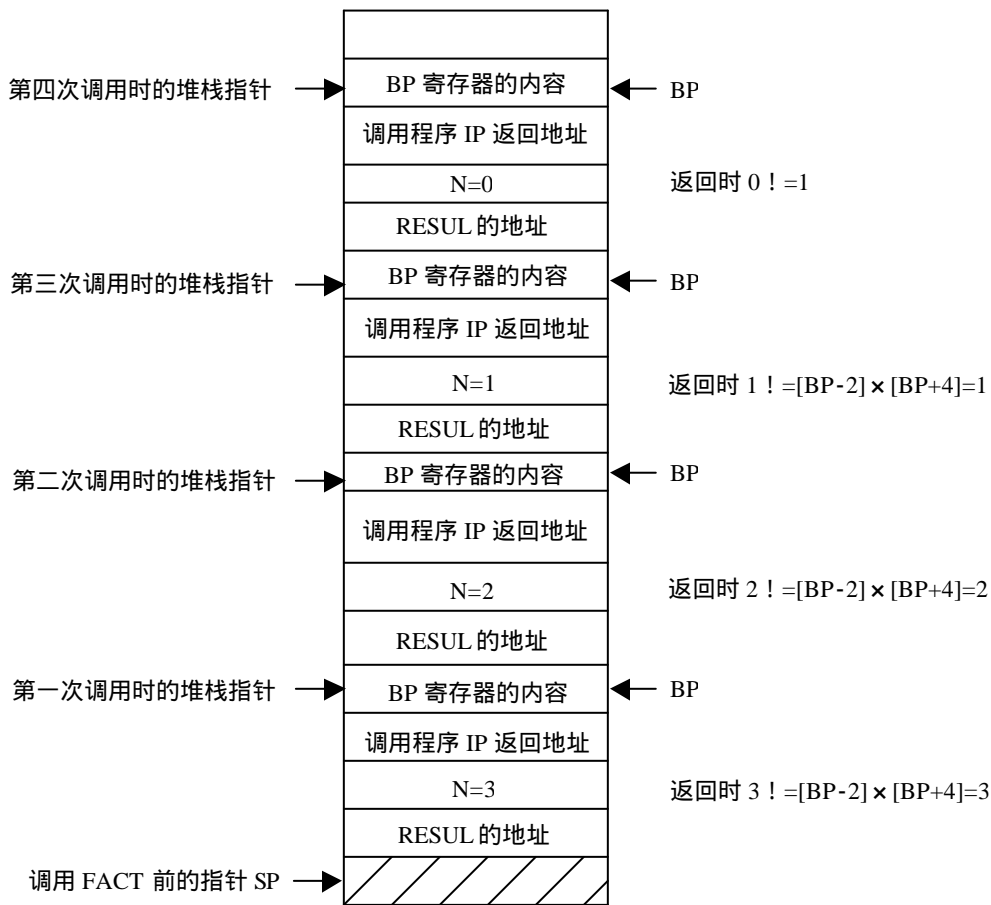 第四次调用时的堆栈指针 BP 寄存器的内容 BP
调用程序 IP 返回地址
N=0 返回时 0！=1
RESUL 的地址
第三次调用时的堆栈指针 BP 寄存器的内容 BP
调用程序 IP 返回地址
N=1 返回时 1！=[BP-2]×[BP+4]=1
RESUL 的地址
第二次调用时的堆栈指针 BP 寄存器的内容 BP
调用程序 IP 返回地址
N=2 返回时 2！=[BP-2]×[BP+4]=2
RESUL 的地址
第一次调用时的堆栈指针 BP 寄存器的内容 BP
调用程序 IP 返回地址
N=3 返回时 3！=[BP-2]×[BP+4]=3
RESUL 的地址
调用 FACT 前的指针 SP